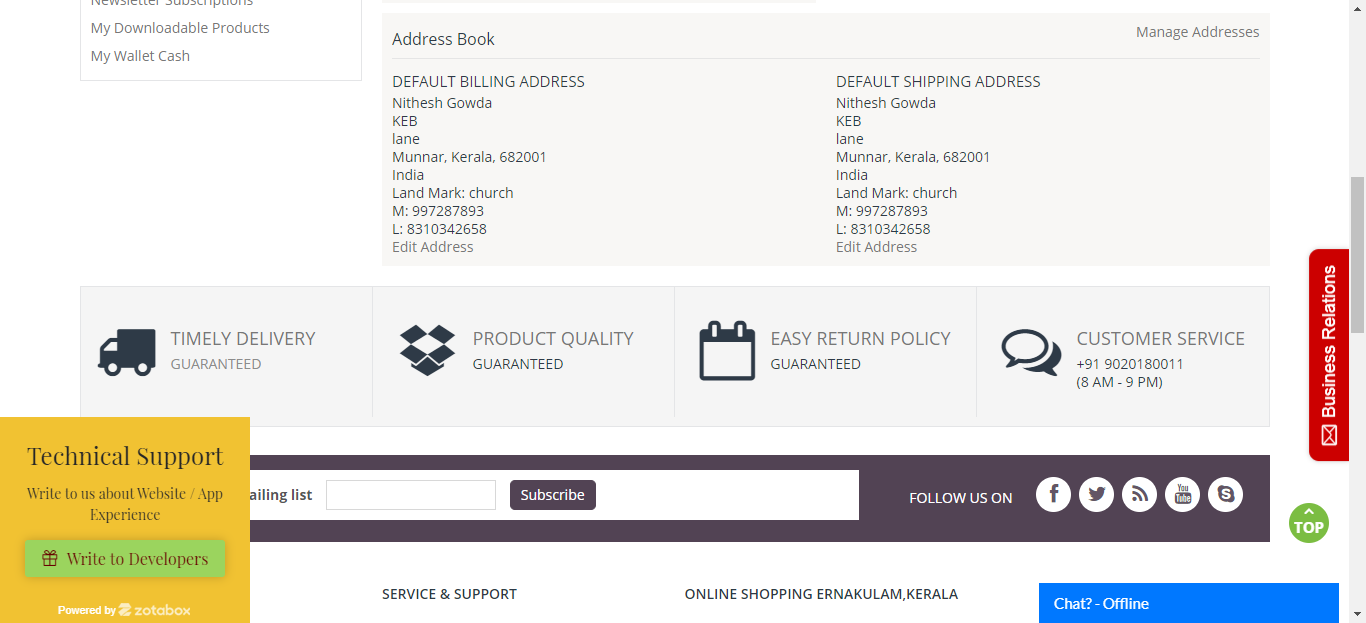 Newsletter Subscriptions
My Downloadable Products
My Wallet Cash
Address Book
Manage Addresses
DEFAULT BILLING ADDRESS
Nithesh Gowda
KEB
lane
Munnar, Kerala, 682001
India
Land Mark: church
M: 997287893
L: 8310342658
Edit Address
DEFAULT SHIPPING ADDRESS
Nithesh Gowda
KEB
lane
Munnar, Kerala, 682001
India
Land Mark: church
M: 997287893
L: 8310342658
Edit Address
TIMELY DELIVERY
GUARANTEED
PRODUCT QUALITY
GUARANTEED
EASY RETURN POLICY
GUARANTEED
CUSTOMER SERVICE
+91 9020180011
(8 AM - 9 PM)
Business Relations
Technical Support
Write to us about Website / App
Experience
Write to Developers
Powered by zotabox
ailing list
Subscribe
FOLLOW US ON
You
Tube
TOP
SERVICE & SUPPORT
ONLINE SHOPPING ERNAKULAM,KERALA
Chat? - Offline